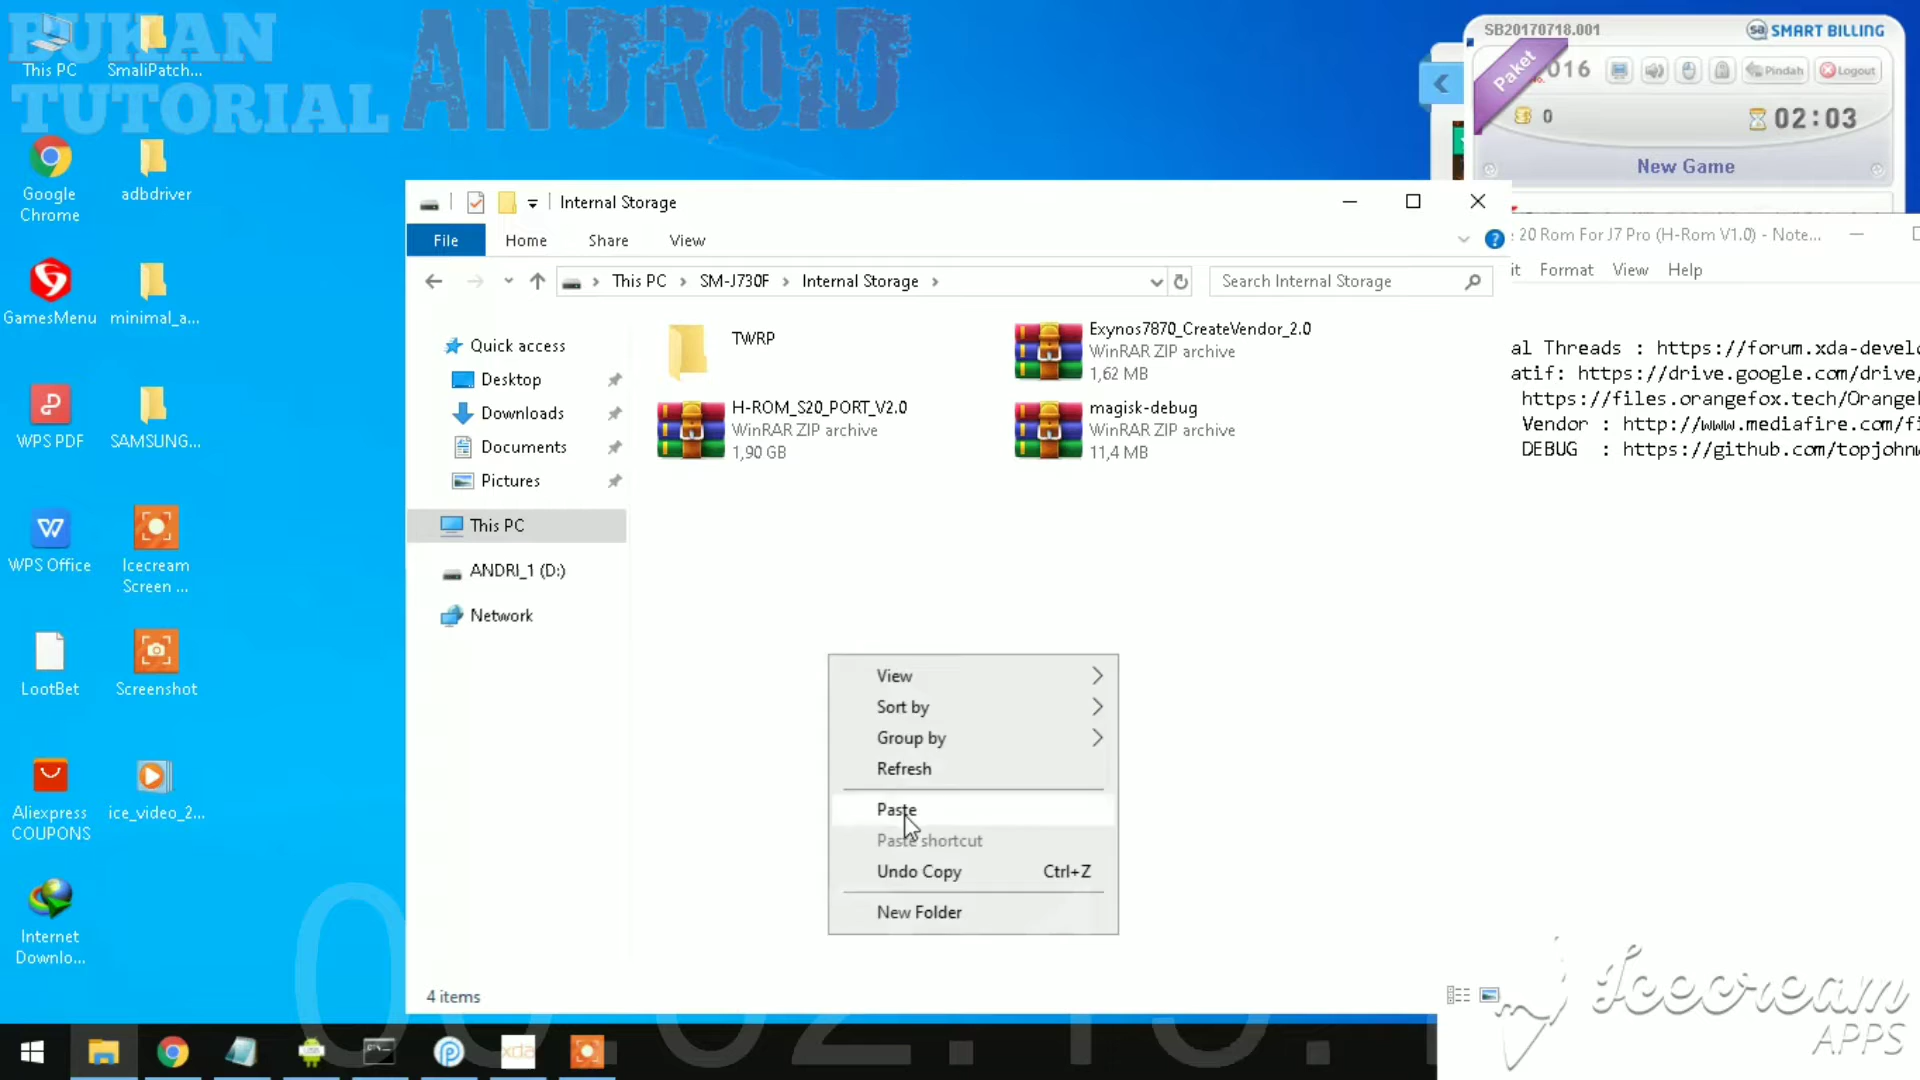 BUKAN
TUTORIAL
ANDROID
This PC
SmaliPatch...
Google
Chrome
adbdriver
GamesMenu
minimal_a...
WPS PDF
SAMSUNG...
WPS Office
Icecream
Screen ...
LootBet
Screenshot
Aliexpress
COUPONS
ice_video_2...
Internet
Downlo...
SB20170718.001
SMART BILLING
Paket
016
Pindah
Logout
0
02:03
New Game
Internal Storage
File
Home
Share
View
This PC
SM-J730F
Internal Storage
Search Internal Storage
Quick access
Desktop
Downloads
Documents
Pictures
This PC
ANDRI_1 (D:)
Network
TWRP
Exynos7870_CreateVendor_2.0
WinRAR ZIP archive
1,62 MB
H-ROM_S20_PORT_V2.0
WinRAR ZIP archive
1,90 GB
magisk-debug
WinRAR ZIP archive
11,4 MB
View
Sort by
Group by
Refresh
Paste
Paste shortcut
Undo Copy Ctrl+Z
New Folder
4 items
20 Rom For J7 Pro (H-Rom V1.0) - Note...
it Format View Help
al Threads : https://forum.xda-develo
atif: https://drive.google.com/drive/
https://files.orangefox.tech/Orange
Vendor : http://www.mediafire.com/fi
DEBUG : https://github.com/topjohnw
xda
Icecream
APPS